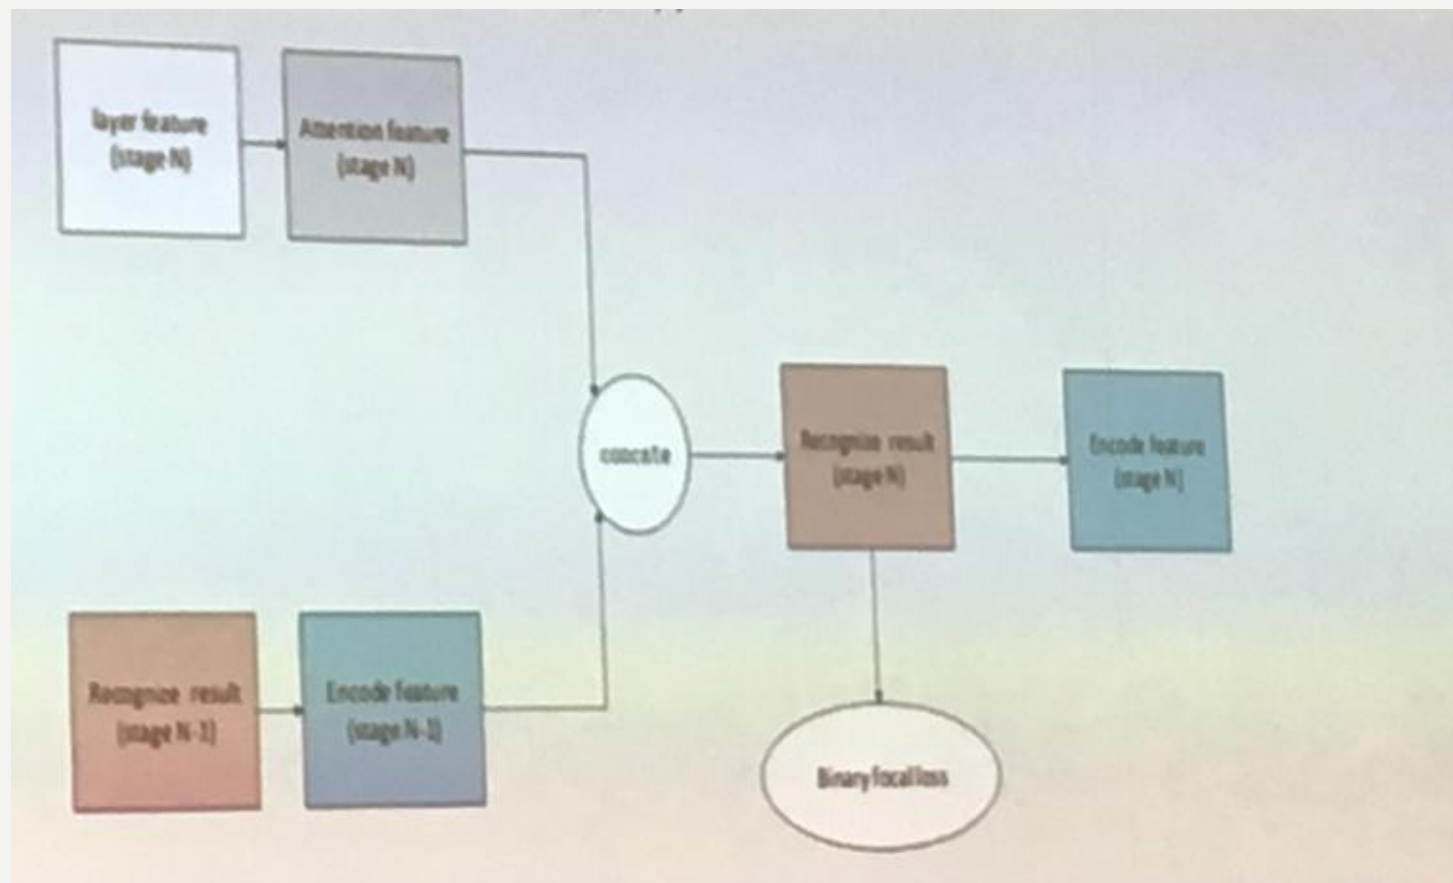 layer feature
(stage N)
Attention feature
(stage N)
concate
Recognize result
(stage N)
Encode feature
(stage N)
Recognize result
(stage N-1)
Encode feature
(stage N-1)
Binary focal loss